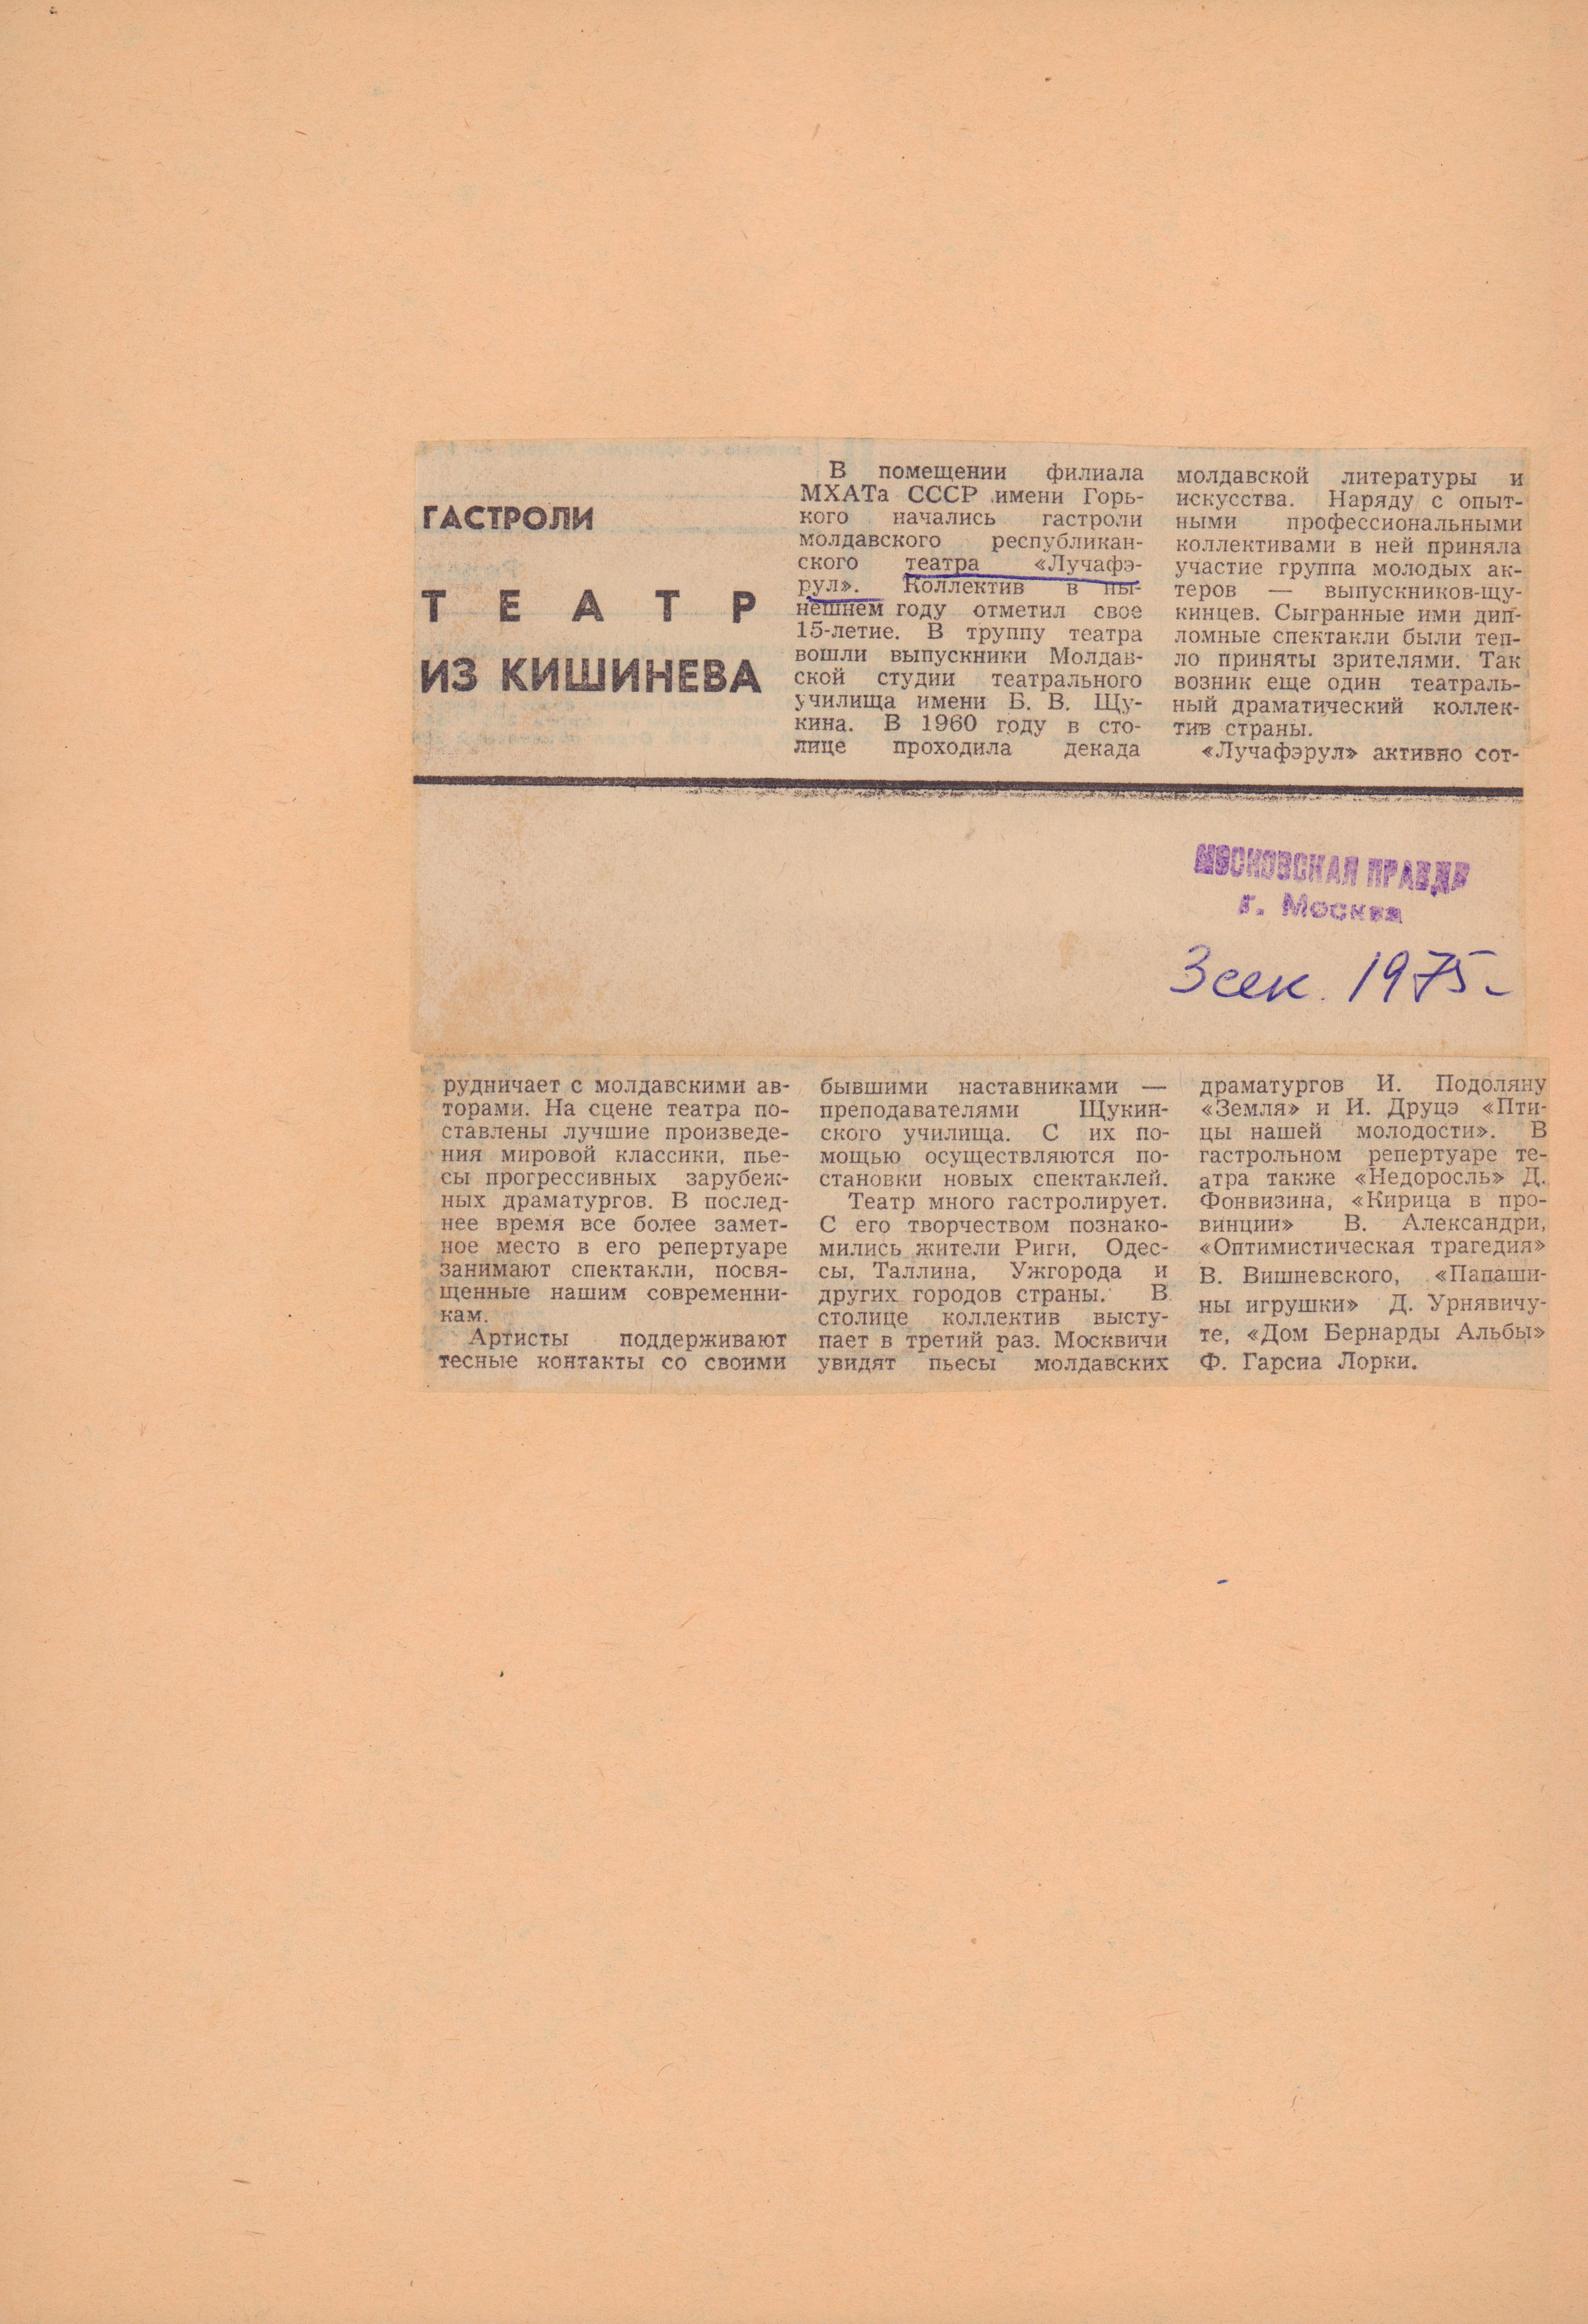 ГАСТРОЛИ
ТЕАТР
ИЗ КИШИНЕВА
В помещении филиала
МХАТа СССР имени Горь-
кого начались гастроли
молдавского республикан-
ского театра «Лучафэ-
рул». Коллектив в ны-
нешнем году отметил свое
15-летие. В труппу театра
вошли выпускники Молдав-
ской студии театрального
училища имени Б. В. Щу-
кина. В 1960 году в сто-
лице проходила декада
молдавской литературы и
искусства. Наряду с опыт-
ными профессиональными
коллективами в ней приняла
участие группа молодых ак-
теров — выпускников-щу-
кинцев. Сыгранные ими дип-
ломные спектакли были теп-
ло приняты зрителями. Так
возник еще один театраль-
ный драматический коллек-
тив страны.
«Лучафэрул» активно сот-
МОСКОВСКАЯ ПРАВДА
г. Москва
3 сек. 1975-
рудничает с молдавскими ав-
торами. На сцене театра по-
ставлены лучшие произведе-
ния мировой классики, пье-
сы прогрессивных зарубеж-
ных драматургов. В послед-
нее время все более замет-
ное место в его репертуаре
занимают спектакли, посвя-
щенные нашим современни-
кам.
Артисты поддерживают
тесные контакты со своими
бывшими наставниками —
преподавателями Щукин-
ского училища. С их по-
мощью осуществляются по-
становки новых спектаклей.
Театр много гастролирует.
С его творчеством познако-
мились жители Риги, Одес-
сы, Таллина, Ужгорода и
других городов страны. В
столице коллектив высту-
пает в третий раз. Москвичи
увидят пьесы молдавских
драматургов И. Подоляну
«Земля» и И. Друцэ «Пти-
цы нашей молодости». В
гастрольном репертуаре те-
атра также «Недоросль» Д.
Фонвизина, «Кирица в про-
винции» В. Александри,
«Оптимистическая трагедия»
В. Вишневского, «Папаши-
ны игрушки» Д. Урнявичу-
те, «Дом Бернарды Альбы»
Ф. Гарсиа Лорки.